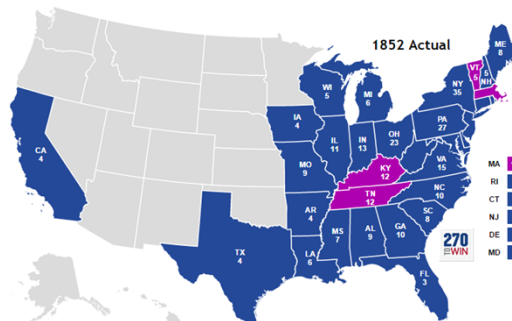 1852 Actual
ME
8
VT
5
5
NH
NY
35
WI
5
MI
6
CA
4
IA
4
IL
11
IN
13
OH
23
PA
27
MO
9
KY
12
VA
15
TN
12
NC
10
AR
4
SC
8
MS
7
AL
9
GA
10
TX
4
LA
6
FL
3
MA
RI
CT
NJ
DE
MD
270
TO WIN